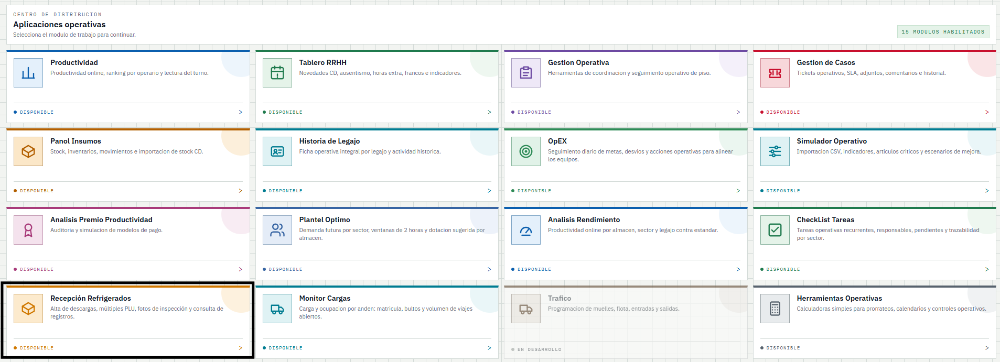 CENTRO DE DISTRIBUCION
Aplicaciones operativas
Selecciona el modulo de trabajo para continuar.
15 MODULOS HABILITADOS
Productividad
Productividad online, ranking por operario y lectura del turno.
DISPONIBLE
Tablero RRHH
Novedades CD, ausentismo, horas extra, francos e indicadores.
DISPONIBLE
Gestion Operativa
Herramientas de coordinacion y seguimiento operativo de piso.
DISPONIBLE
Gestion de Casos
Tickets operativos, SLA, adjuntos, comentarios e historial.
DISPONIBLE
Panol Insumos
Stock, inventarios, movimientos e importacion de stock CD.
DISPONIBLE
Historia de Legajo
Ficha operativa integral por legajo y actividad historica.
DISPONIBLE
OpEX
Seguimiento diario de metas, desvios y acciones operativas para alinear
los equipos.
DISPONIBLE
Simulador Operativo
Importacion CSV, indicadores, articulos criticos y escenarios de mejora.
DISPONIBLE
Analisis Premio Productividad
Auditoria y simulacion de modelos de pago.
DISPONIBLE
Plantel Optimo
Demanda futura por sector, ventanas de 2 horas y dotacion sugerida por
almacen.
DISPONIBLE
Analisis Rendimiento
Productividad online por almacen, sector y legajo contra estandar.
DISPONIBLE
CheckList Tareas
Tareas operativas recurrentes, responsables, pendientes y trazabilidad
por sector.
DISPONIBLE
Recepción Refrigerados
Alta de descargas, múltiples PLU, fotos de inspección y consulta de
registros.
DISPONIBLE
Monitor Cargas
Carga y ocupacion por anden: matricula, bultos y volumen de viajes
abiertos.
DISPONIBLE
Trafico
Programacion de muelles, flota, entradas y salidas.
EN DESARROLLO
Herramientas Operativas
Calculadoras simples para prorrateos, calendarios y controles operativos.
DISPONIBLE